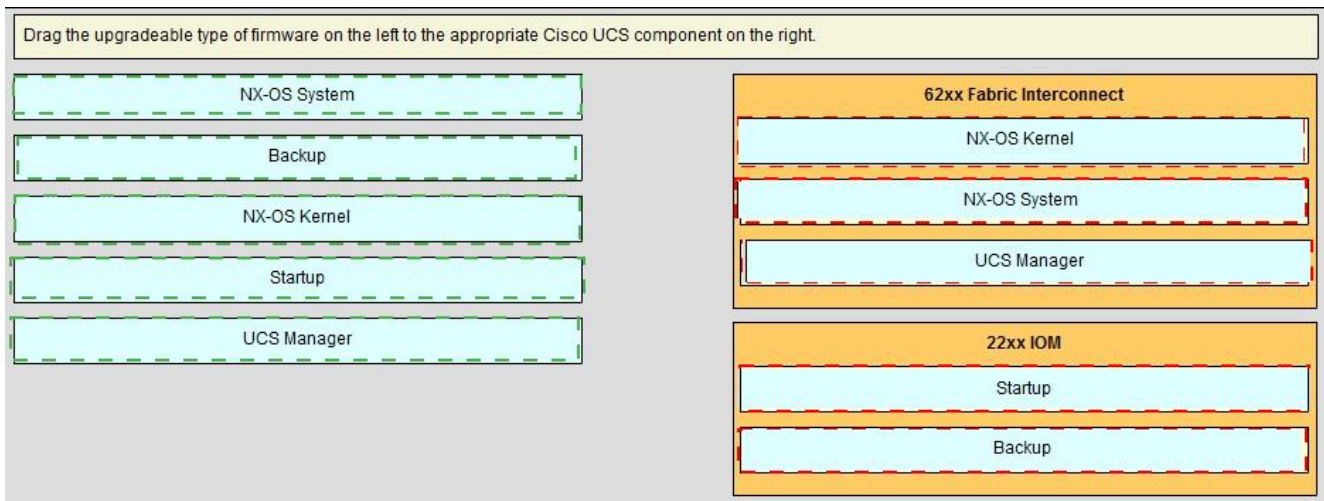 Drag the upgradeable type of firmware on the left to the appropriate Cisco UCS component on the right.
NX-OS System
Backup
NX-OS Kernel
Startup
UCS Manager
62xx Fabric Interconnect
NX-OS Kernel
NX-OS System
UCS Manager
22xx IOM
Startup
Backup